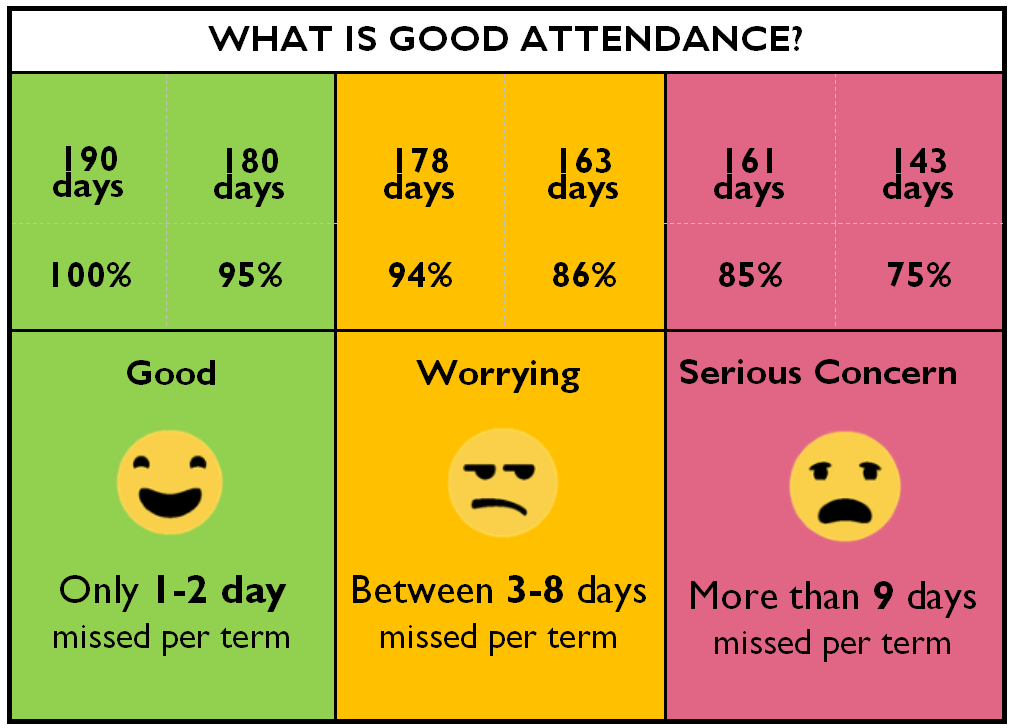 WHAT IS GOOD ATTENDANCE?
190 days
180 days
178 days
163 days
161 days
143 days
100%
95%
94%
86%
85%
75%
Good
Only 1-2 day
missed per term
Worrying
Between 3-8 days
missed per term
Serious Concern
More than 9 days
missed per term